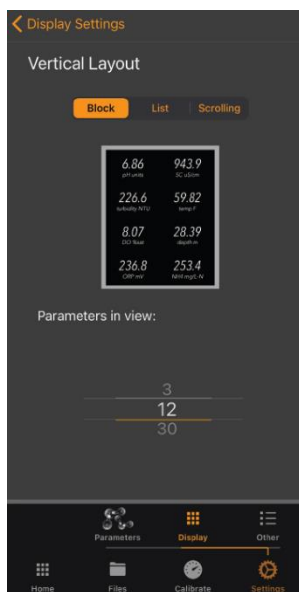 Display Settings
Vertical Layout
Block List Scrolling
6.86 943.9
pH units SC uS/cm
226.6 59.82
turbidity NTU temp F
8.07 28.39
DO %sat depth m
236.8 253.4
ORP mV NH4 mg/L-N
Parameters in view:
3
12
30
Parameters Display Other
Home Files Calibrate Settings